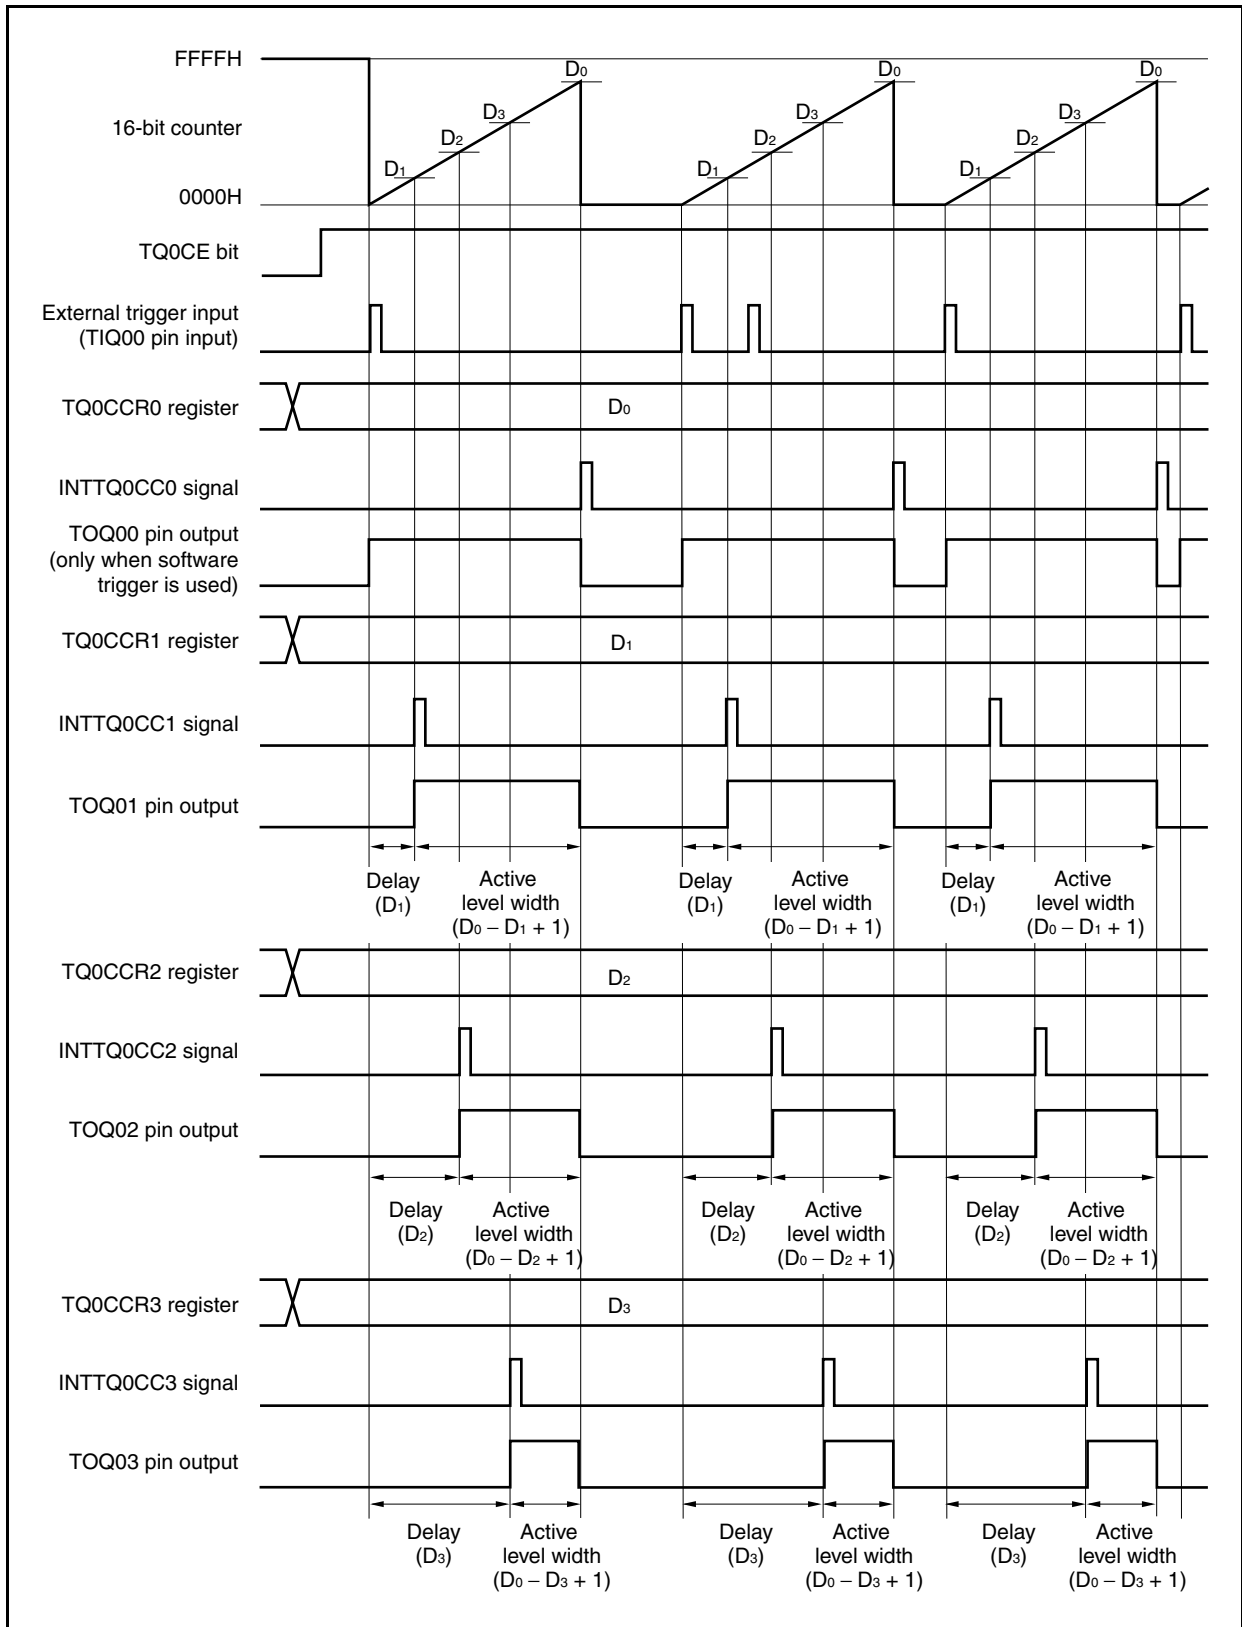 FFFFH
D0 D0 D0
D3 D3 D3
16-bit counter
D2 D2 D2
D1 D1 D1
0000H
TQ0CE bit
External trigger input
(TIQ00 pin input)
TQ0CCR0 register
D0
INTTQ0CC0 signal
TOQ00 pin output
(only when software
trigger is used)
TQ0CCR1 register
D1
INTTQ0CC1 signal
TOQ01 pin output
Delay Active Delay Active Delay Active
(D1) level width (D1) level width (D1) level width
(D0 – D1 + 1) (D0 – D1 + 1) (D0 – D1 + 1)
TQ0CCR2 register
D2
INTTQ0CC2 signal
TOQ02 pin output
Delay Active Delay Active Delay Active
(D2) level width (D2) level width (D2) level width
(D0 – D2 + 1) (D0 – D2 + 1) (D0 – D2 + 1)
TQ0CCR3 register
D3
INTTQ0CC3 signal
TOQ03 pin output
Delay Active Delay Active Delay Active
(D3) level width (D3) level width (D3) level width
(D0 – D3 + 1) (D0 – D3 + 1) (D0 – D3 + 1)